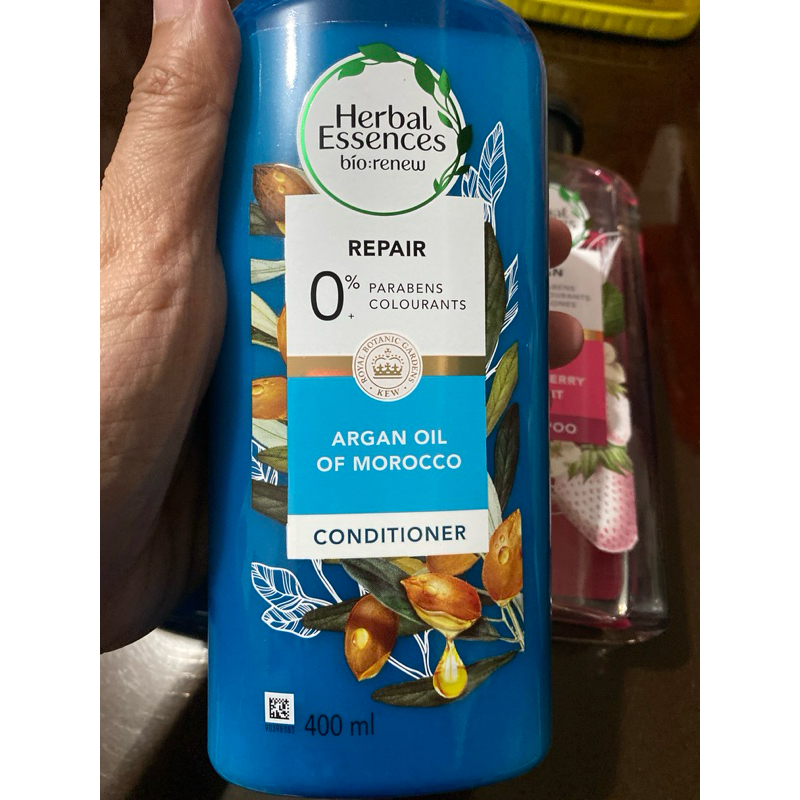 Herbal
Essences
bío:renew
REPAIR
0%
+
PARABENS
COLOURANTS
ROYAL BOTANIC GARDENS
KEW
ARGAN OIL
OF MOROCCO
CONDITIONER
400 ml